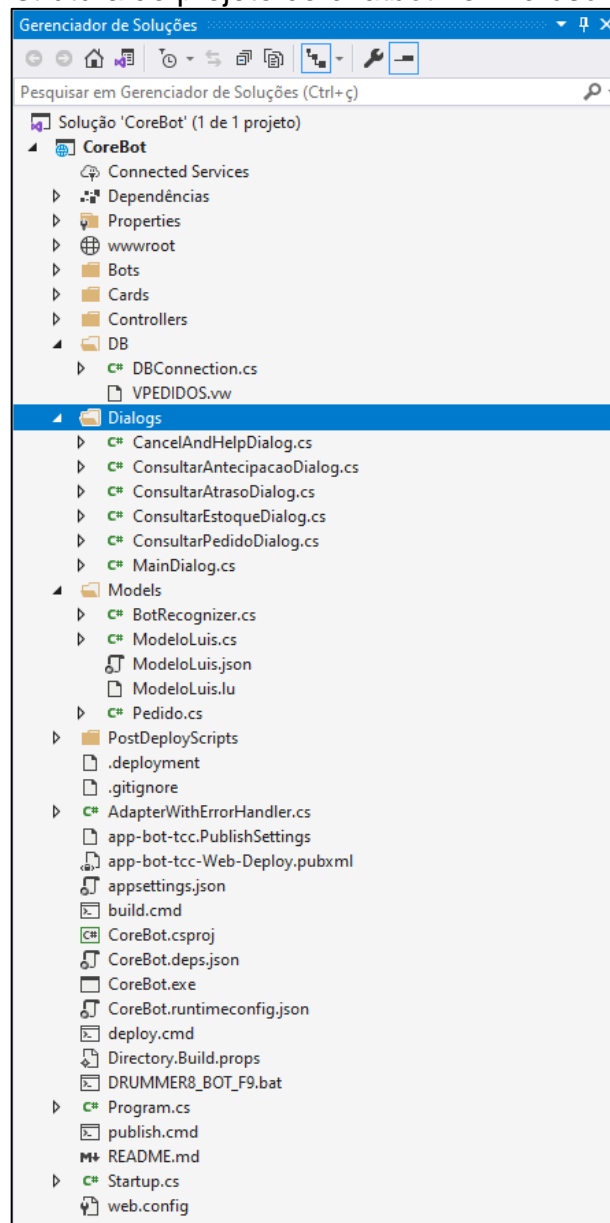 Gerenciador de Soluções
Pesquisar em Gerenciador de Soluções (Ctrl+ç)
Solução 'CoreBot' (1 de 1 projeto)
CoreBot
Connected Services
Dependências
Properties
wwwroot
Bots
Cards
Controllers
DB
C# DBConnection.cs
VPEDIDOS.vw
Dialogs
C# CancelAndHelpDialog.cs
C# ConsultarAntecipacaoDialog.cs
C# ConsultarAtrasoDialog.cs
C# ConsultarEstoqueDialog.cs
C# ConsultarPedidoDialog.cs
C# MainDialog.cs
Models
C# BotRecognizer.cs
C# ModeloLuis.cs
ModeloLuis.json
ModeloLuis.lu
C# Pedido.cs
PostDeployScripts
.deployment
.gitignore
C# AdapterWithErrorHandler.cs
app-bot-tcc.PublishSettings
app-bot-tcc-Web-Deploy.pubxml
appsettings.json
build.cmd
C# CoreBot.csproj
CoreBot.deps.json
CoreBot.exe
CoreBot.runtimeconfig.json
deploy.cmd
Directory.Build.props
DRUMMER8_BOT_F9.bat
C# Program.cs
publish.cmd
M↓ README.md
C# Startup.cs
web.config